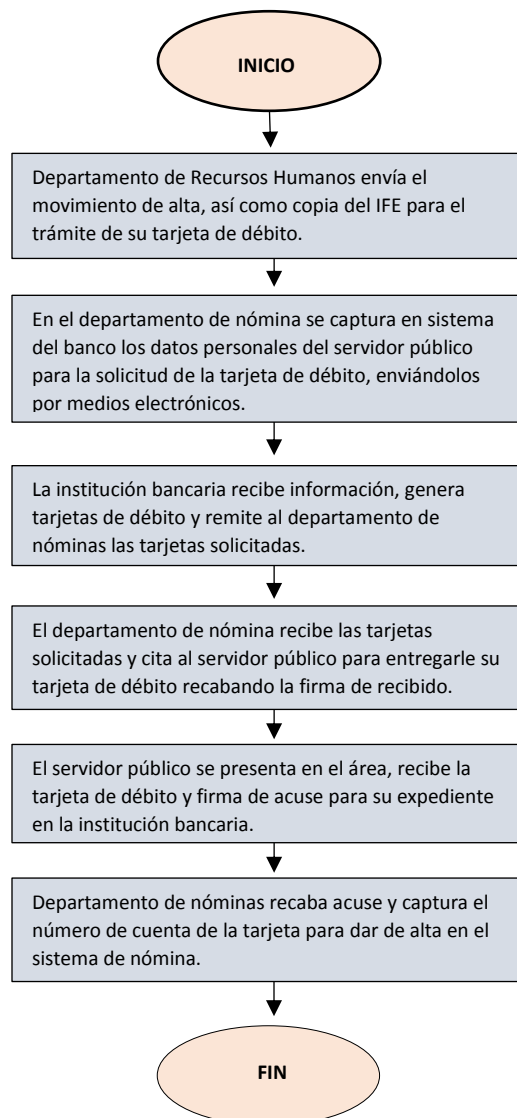 INICIO
Departamento de Recursos Humanos envía el
movimiento de alta, así como copia del IFE para el
trámite de su tarjeta de débito.
En el departamento de nómina se captura en sistema
del banco los datos personales del servidor público
para la solicitud de la tarjeta de débito, enviándolos
por medios electrónicos.
La institución bancaria recibe información, genera
tarjetas de débito y remite al departamento de
nóminas las tarjetas solicitadas.
El departamento de nómina recibe las tarjetas
solicitadas y cita al servidor público para entregarle su
tarjeta de débito recabando la firma de recibido.
El servidor público se presenta en el área, recibe la
tarjeta de débito y firma de acuse para su expediente
en la institución bancaria.
Departamento de nóminas recaba acuse y captura el
número de cuenta de la tarjeta para dar de alta en el
sistema de nómina.
FIN